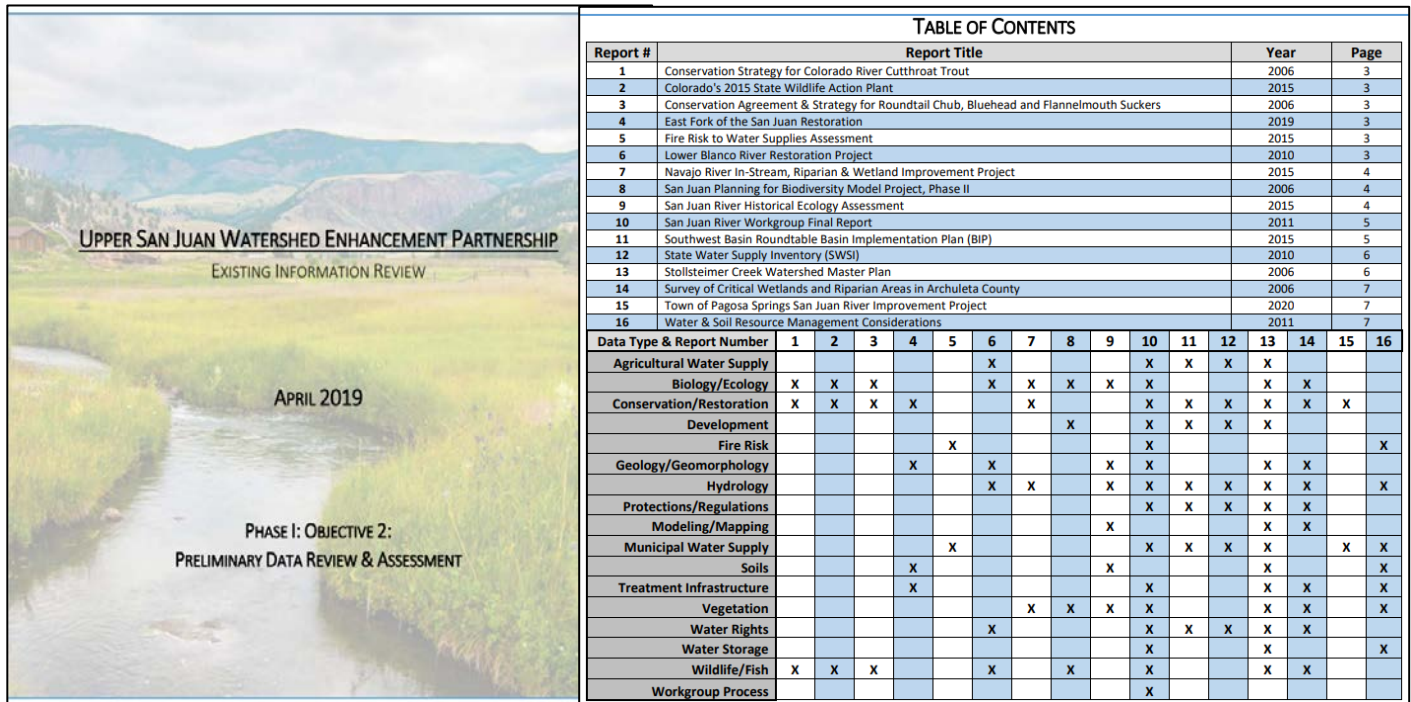 UPPER SAN JUAN WATERSHED ENHANCEMENT PARTNERSHIP
EXISTING INFORMATION REVIEW
APRIL 2019
PHASE I: OBJECTIVE 2:
PRELIMINARY DATA REVIEW & ASSESSMENT
TABLE OF CONTENTS
Report # Report Title Year Page
1 Conservation Strategy for Colorado River Cutthroat Trout 2006 3
2 Colorado's 2015 State Wildlife Action Plant 2015 3
3 Conservation Agreement & Strategy for Roundtail Chub, Bluehead and Flannelmouth Suckers 2006 3
4 East Fork of the San Juan Restoration 2019 3
5 Fire Risk to Water Supplies Assessment 2015 3
6 Lower Blanco River Restoration Project 2010 3
7 Navajo River In-Stream, Riparian & Wetland Improvement Project 2015 4
8 San Juan Planning for Biodiversity Model Project, Phase II 2006 4
9 San Juan River Historical Ecology Assessment 2015 4
10 San Juan River Workgroup Final Report 2011 5
11 Southwest Basin Roundtable Basin Implementation Plan (BIP) 2015 5
12 State Water Supply Inventory (SWSI) 2010 6
13 Stollsteimer Creek Watershed Master Plan 2006 6
14 Survey of Critical Wetlands and Riparian Areas in Archuleta County 2006 7
15 Town of Pagosa Springs San Juan River Improvement Project 2020 7
16 Water & Soil Resource Management Considerations 2011 7
Data Type & Report Number 1 2 3 4 5 6 7 8 9 10 11 12 13 14 15 16
Agricultural Water Supply X X X X X
Biology/Ecology X X X X X X X X X X
Conservation/Restoration X X X X X X X X X X X
Development X X X X X
Fire Risk X X X
Geology/Geomorphology X X X X X X
Hydrology X X X X X X X X X
Protections/Regulations X X X X X
Modeling/Mapping X X X
Municipal Water Supply X X X X X X X
Soils X X X X
Treatment Infrastructure X X X X X
Vegetation X X X X X X X
Water Rights X X X X X X
Water Storage X X X
Wildlife/Fish X X X X X X X X
Workgroup Process X